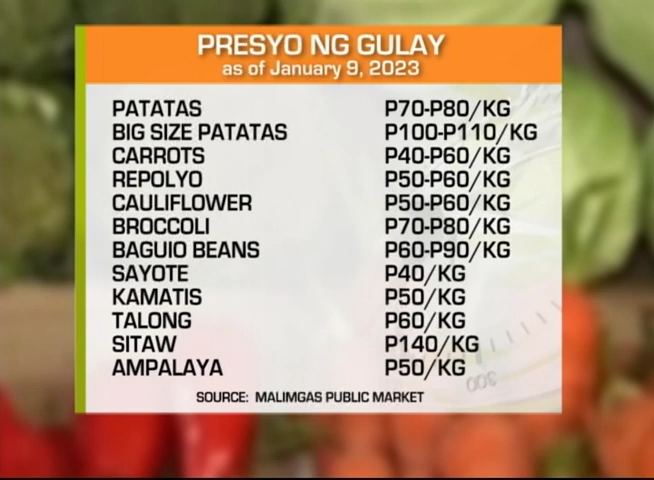 PRESYO NG GULAY
as of January 9, 2023
PATATAS P70-P80/KG
BIG SIZE PATATAS P100-P110/KG
CARROTS P40-P60/KG
REPOLYO P50-P60/KG
CAULIFLOWER P50-P60/KG
BROCCOLI P70-P80/KG
BAGUIO BEANS P60-P90/KG
SAYOTE P40/KG
KAMATIS P50/KG
TALONG P60/KG
SITAW P140/KG
AMPALAYA P50/KG
300
SOURCE: MALIMGAS PUBLIC MARKET